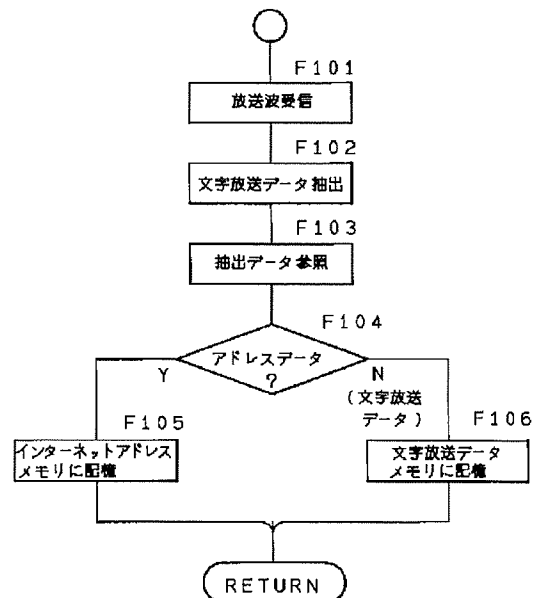 F101
放送波受信
F102
文字放送データ抽出
F103
抽出データ参照
F104
アドレスデータ
?
Y
N
(文字放送
データ)
F105
インターネットアドレス
メモリに記憶
F106
文字放送データ
メモリに記憶
RETURN